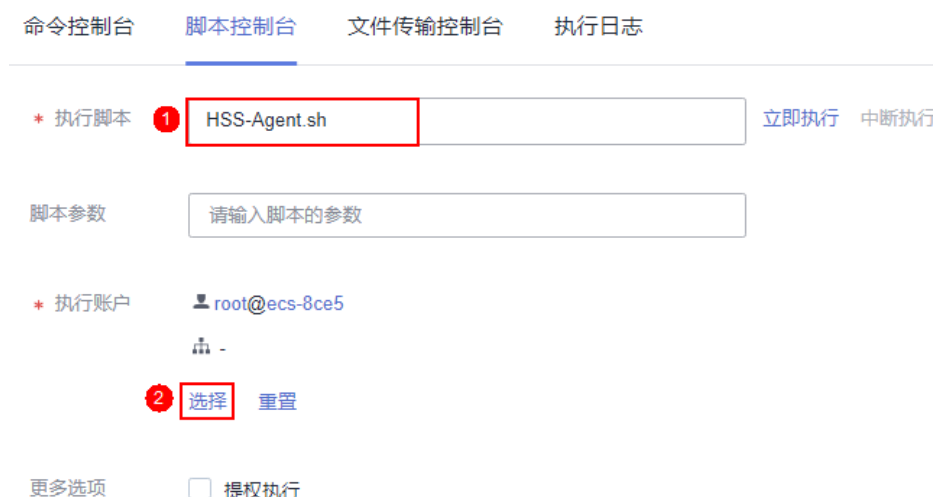 命令控制台 脚本控制台 文件传输控制台 执行日志
* 执行脚本 1 HSS-Agent.sh 立即执行 中断执行
脚本参数 请输入脚本的参数
* 执行账户 root@ecs-8ce5
-
2 选择 重置
更多选项 提权执行